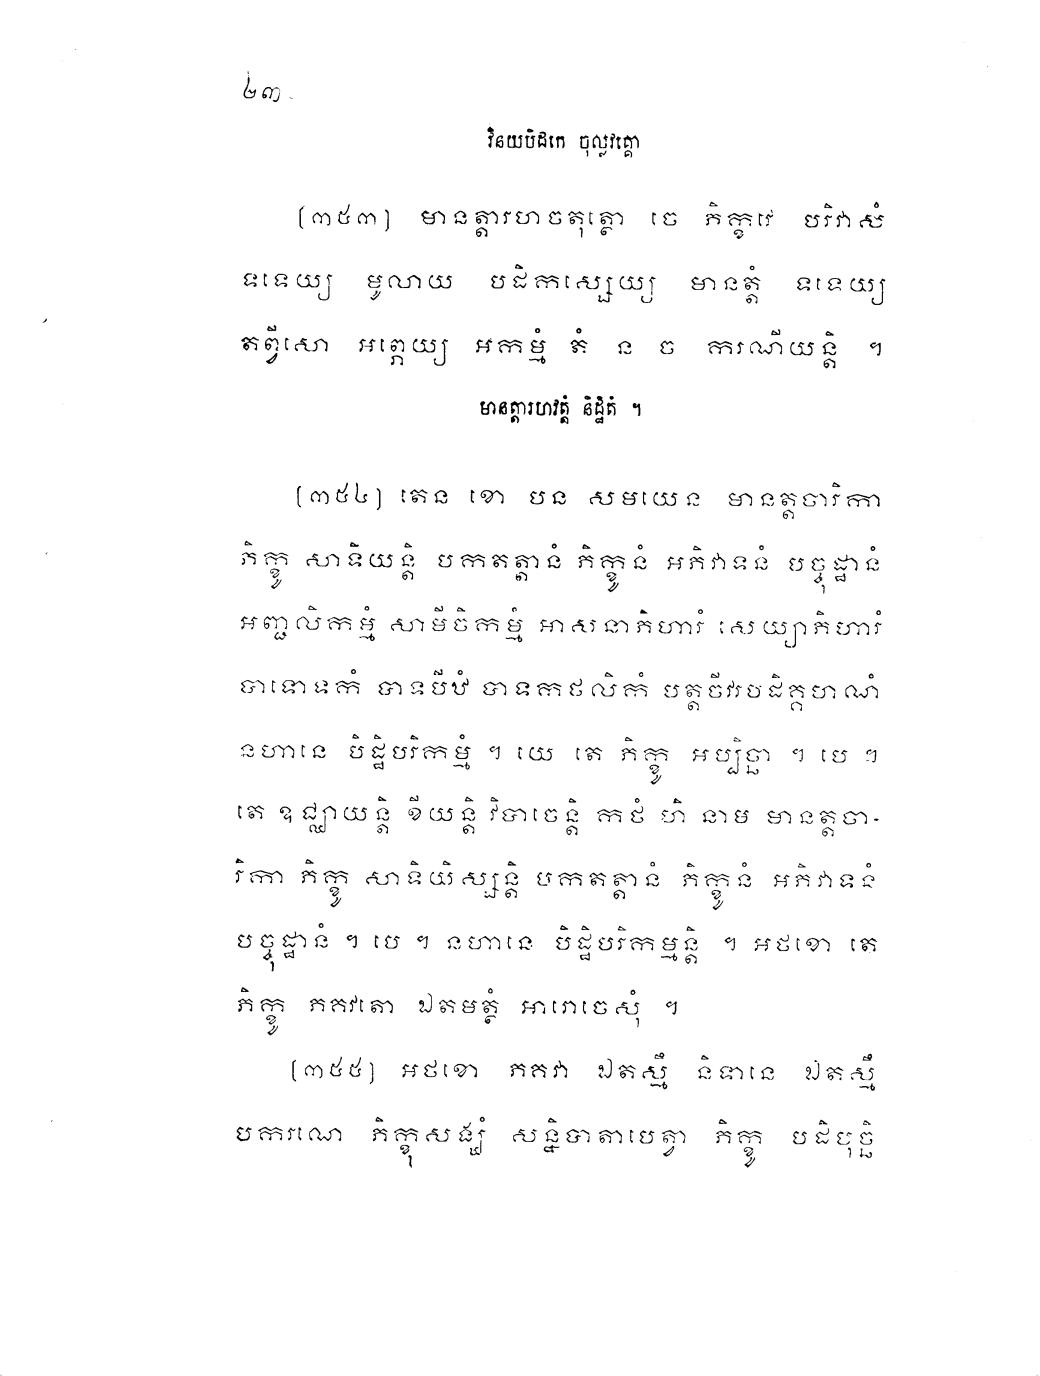 ៤៣
វិនយបិដកេ ចុល្លវគ្គោ
(៣៥៣) មានត្តារហចតុត្ថោ ចេ ភិក្ខវេ បរិវាសំ
ទទេយ្យ មូលាយ បដិកស្សេយ្យ មានត្តំ ទទេយ្យ
តព្វីសោ អព្ភេយ្យ អកម្មំ តំ ន ច ករណីយន្តិ ។
មានត្តារហវត្តំ និដ្ឋិតំ ។
(៣៥៤) តេន ខោ បន សមយេន មានត្តចារិកា
ភិក្ខូ សាទិយន្តិ បកតត្តានំ ភិក្ខូនំ អភិវាទនំ បច្ចុដ្ឋានំ
អញ្ជលិកម្មំ សាមីចិកម្មំ អាសនាភិហារំ សេយ្យាភិហារំ
បាទោទកំ បាទបីឋំ បាទកថលិកំ បត្តចីវរបដិគ្គហណំ
នហានេ បិដ្ឋិបរិកម្មំ ។ យេ តេ ភិក្ខូ អប្បិច្ឆា ។ បេ ។
តេ ឧជ្ឈាយន្តិ ខីយន្តិ វិបាចេន្តិ កថំ ហិ នាម មានត្តចា-
រិកា ភិក្ខូ សាទិយិស្សន្តិ បកតត្តានំ ភិក្ខូនំ អភិវាទនំ
បច្ចុដ្ឋានំ ។ បេ ។ នហានេ បិដ្ឋិបរិកម្មន្តិ ។ អថខោ តេ
ភិក្ខូ ភគវតោ ឯតមត្ថំ អារោចេសុំ ។
(៣៥៥) អថខោ ភគវា ឯតស្មឹ និទានេ ឯតស្មឹ
បករណេ ភិក្ខុសង្ឃំ សន្និបាតាបេត្វា ភិក្ខូ បដិបុច្ឆិ